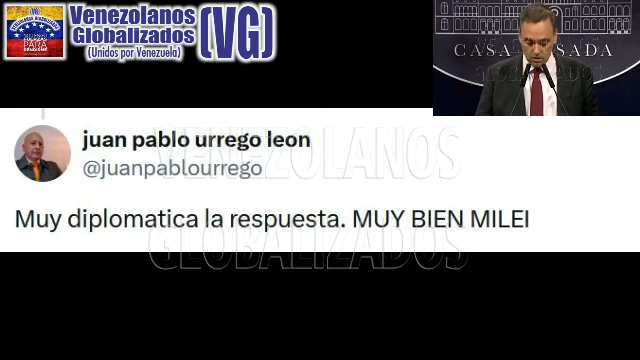 Venezolanos
Globalizados
(Unidos por Venezuela)
(VG)
CASA ROSADA
juan pablo urrego leon
@juanpablourrego
Muy diplomatica la respuesta. MUY BIEN MILEI
VENEZOLANOS
GLOBALIZADOS